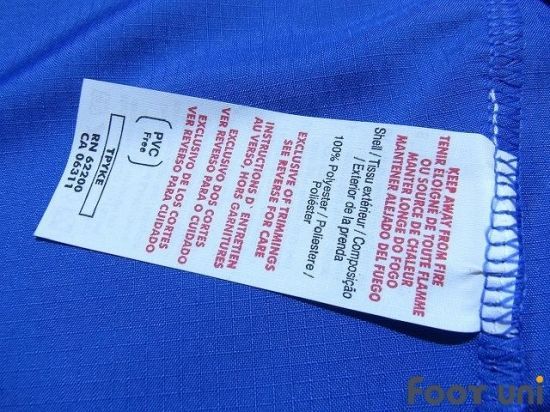 KEEP AWAY FROM FIRE
TENIR ELOIGNE DE TOUTE FLAMME
OU SOURCE DE CHALEUR
MANTER LONGE DO FOGO
MANTENER ALEJADO DEL FUEGO
Shell / Tissu extérieur / Composição
/ Exterior de la prenda
100% Polyester / Poliestere /
Poliéster
EXCLUSIVE OF TRIMMINGS
SEE REVERSE FOR CARE
INSTRUCTIONS D' ENTRETIEN
AU VERSO, HORS GARNITURES
EXCLUSIVO DOS CORTES
VER REVERSO PARA CUIDADO
EXCLUSIVO DE LOS CORTES
VER REVERSO PARA CUIDADO
PVC
Free
TPYKE
RN 62200
CA 06311
FOOT uni